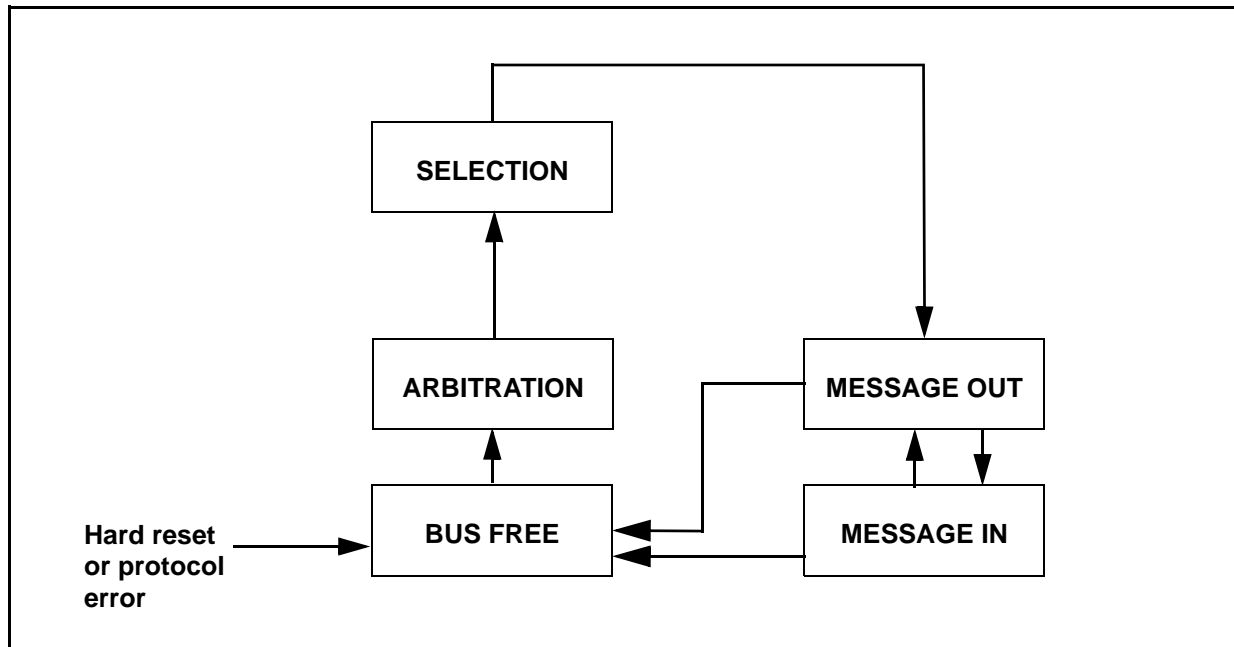 SELECTION
ARBITRATION
MESSAGE OUT
BUS FREE
MESSAGE IN
Hard reset
or protocol
error